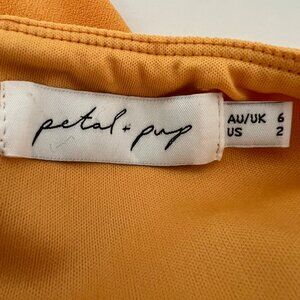 petal + pup
AU/UK 6
US 2